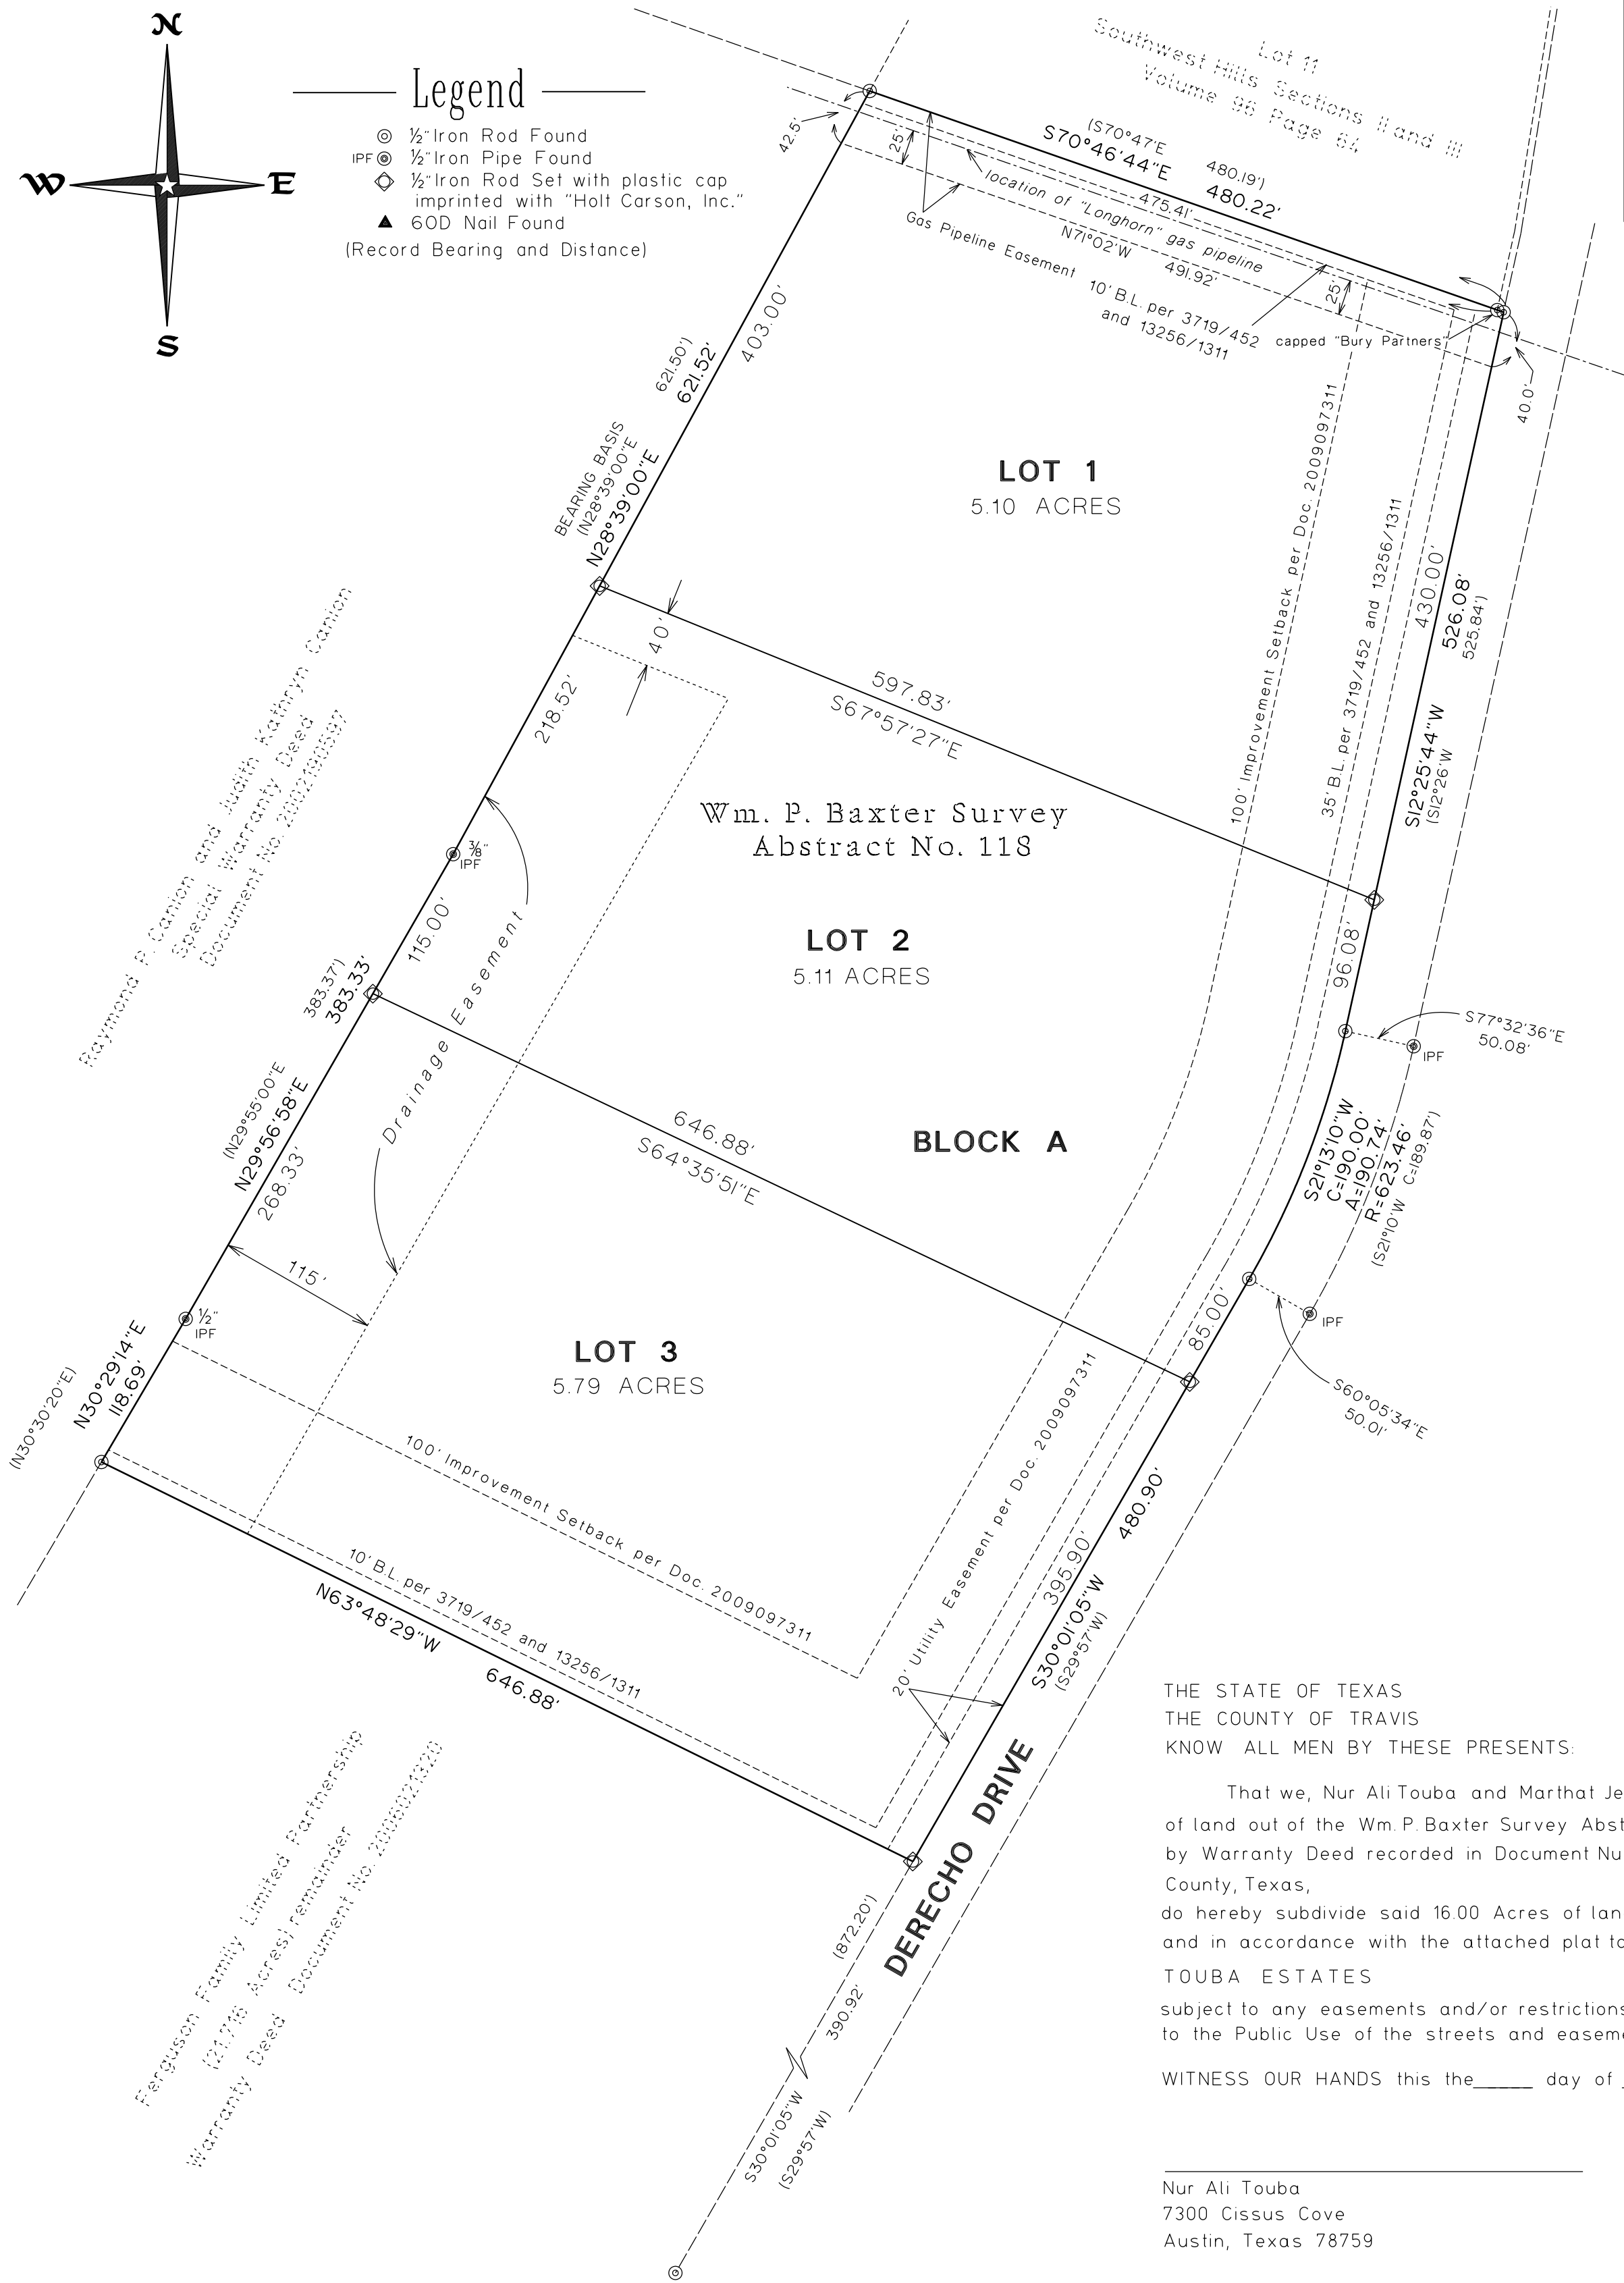 N
W
E
S
Legend
½" Iron Rod Found
IPF ½" Iron Pipe Found
½" Iron Rod Set with plastic cap
imprinted with "Holt Carson, Inc."
60D Nail Found
(Record Bearing and Distance)
Lot 11
Southwest Hills Sections II and III
Volume 96 Page 64
(S70°47'E 480.19')
S70°46'44"E 480.22'
42.5'
25'
location of "Longhorn" gas pipeline
475.41'
N71°02'W 491.92'
Gas Pipeline Easement
10' B.L. per 3719/452
and 13256/1311
25'
capped "Bury Partners"
40.0'
403.00'
621.50')
621.52'
BEARING BASIS
(N28°39'00"E
N28°39'00"E
LOT 1
5.10 ACRES
100' Improvement Setback per Doc. 2009097311
35' B.L. per 3719/452 and 13256/1311
430.00'
526.08'
525.84')
S12°25'44"W
(S12°26'W
40'
218.52'
597.83'
S67°57'27"E
Raymond P. Canion and Judith Kathryn Canion
Special Warranty Deed
Document No. 2002190597
Wm. P. Baxter Survey
Abstract No. 118
⅜"
IPF
115.00'
Drainage Easement
LOT 2
5.11 ACRES
96.08'
S77°32'36"E
50.08'
IPF
383.37')
383.33'
(N29°55'00"E
N29°56'58"E
268.33'
646.88'
S64°35'51"E
BLOCK A
S21°13'10"W
C=190.00'
A=190.74'
R=623.46'
(S21°10'W C=189.87')
115'
½"
IPF
85.00'
IPF
S60°05'34"E
50.01'
N30°29'14"E
118.69'
(N30°30'20"E)
LOT 3
5.79 ACRES
100' Improvement Setback per Doc. 2009097311
10' B.L. per 3719/452 and 13256/1311
N63°48'29"W 646.88'
20' Utility Easement per Doc. 2009097311
395.90'
480.90'
S30°01'05"W
(S29°57'W)
DERECHO DRIVE
(872.20')
390.92'
S30°01'05"W
(S29°57'W)
Ferguson Family Limited Partnership
(21.716 Acres) remainder
Warranty Deed Document No. 2006021320
THE STATE OF TEXAS
THE COUNTY OF TRAVIS
KNOW ALL MEN BY THESE PRESENTS:
That we, Nur Ali Touba and Marthat Je
of land out of the Wm. P. Baxter Survey Abst
by Warranty Deed recorded in Document Nu
County, Texas,
do hereby subdivide said 16.00 Acres of lan
and in accordance with the attached plat to
TOUBA ESTATES
subject to any easements and/or restrictions
to the Public Use of the streets and easeme
WITNESS OUR HANDS this the_____ day of
Nur Ali Touba
7300 Cissus Cove
Austin, Texas 78759